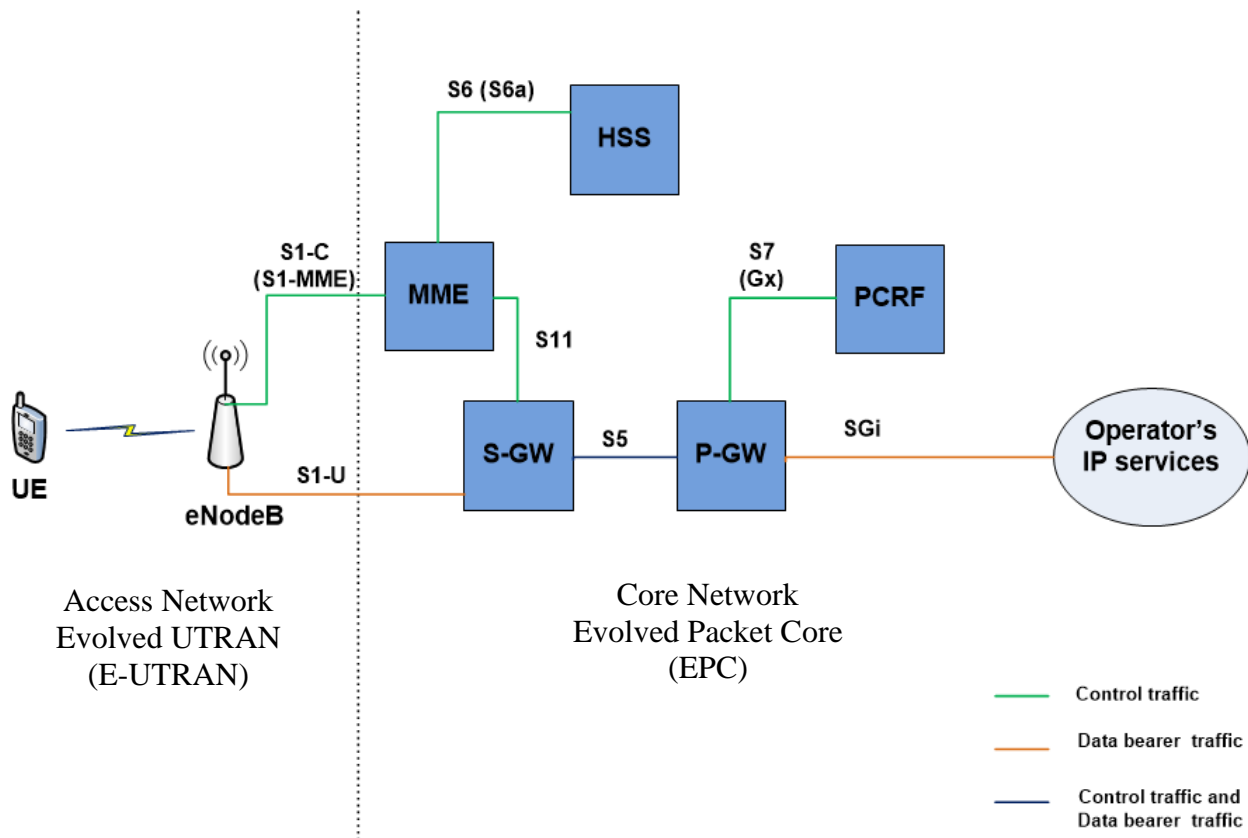 S6 (S6a)
HSS
S1-C
(S1-MME)
MME
S7
(Gx)
PCRF
S11
UE
eNodeB
S1-U
S-GW
S5
P-GW
SGi
Operator's
IP services
Access Network
Evolved UTRAN
(E-UTRAN)
Core Network
Evolved Packet Core
(EPC)
Control traffic
Data bearer traffic
Control traffic and
Data bearer traffic